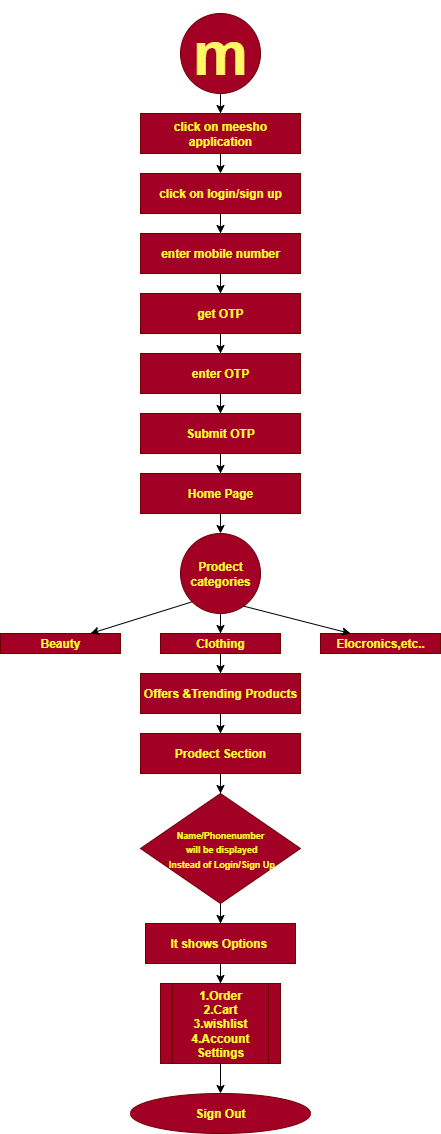 m
click on meesho
application
click on login/sign up
enter mobile number
get OTP
enter OTP
Submit OTP
Home Page
Prodect
categories
Beauty
Clothing
Elocronics,etc..
Offers &Trending Products
Prodect Section
Name/Phonenumber
will be displayed
Instead of Login/Sign Up
It shows Options
1.Order
2.Cart
3.wishlist
4.Account
Settings
Sign Out